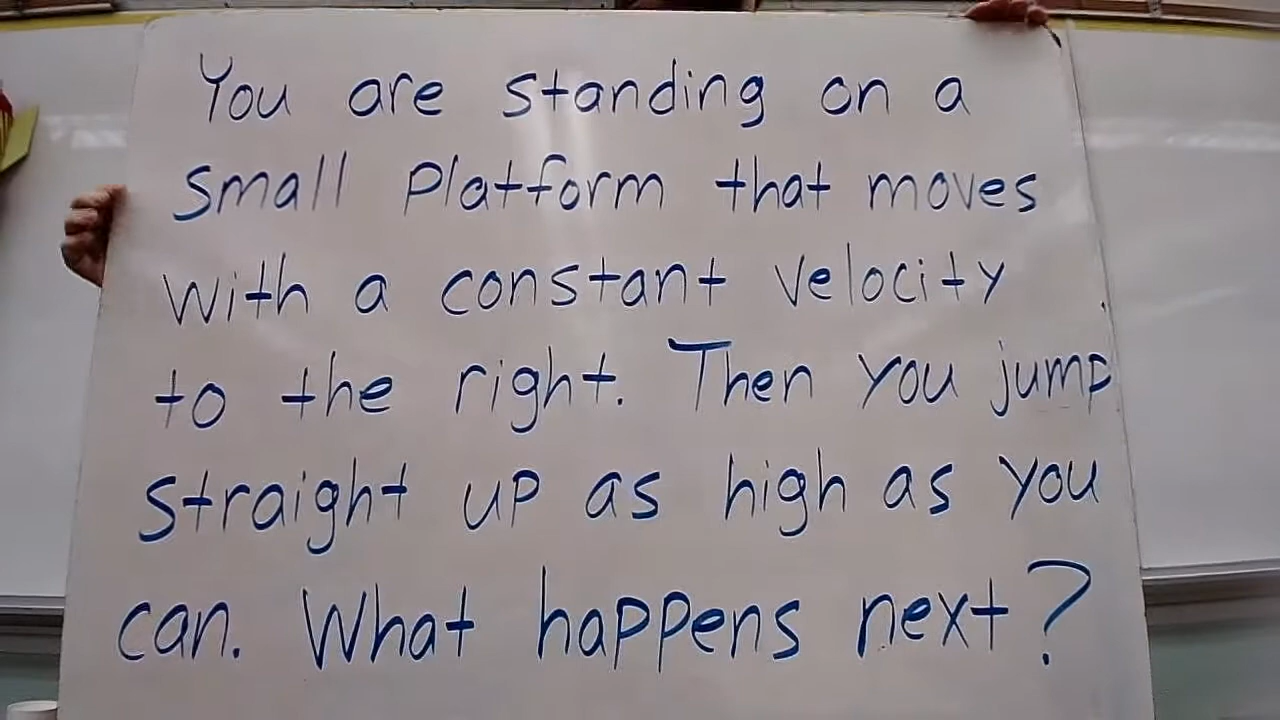 You are standing on a
small platform that moves
with a constant velocity
to the right. Then you jump
straight up as high as you
can. What happens next?